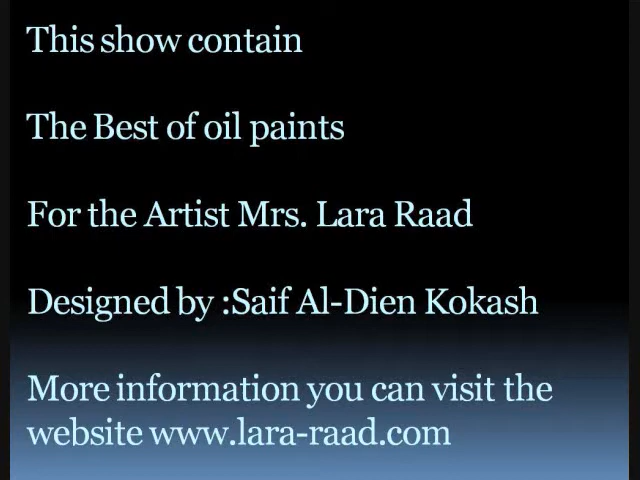 This show contain
The Best of oil paints
For the Artist Mrs. Lara Raad
Designed by :Saif Al-Dien Kokash
More information you can visit the
website www.lara-raad.com